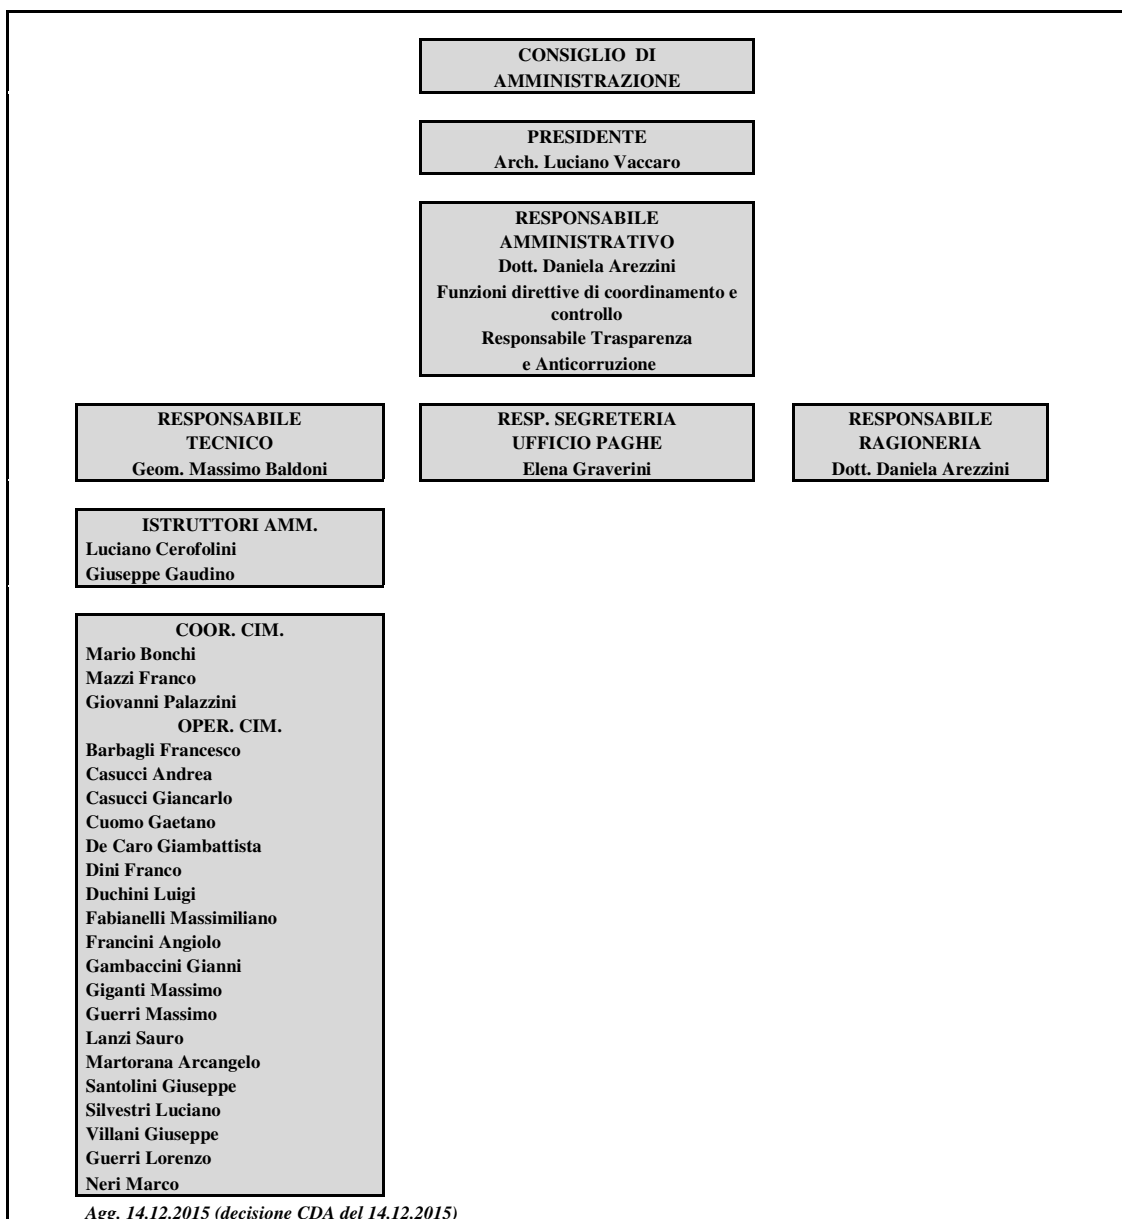 CONSIGLIO DI
AMMINISTRAZIONE
PRESIDENTE
Arch. Luciano Vaccaro
RESPONSABILE
AMMINISTRATIVO
Dott. Daniela Arezzini
Funzioni direttive di coordinamento e
controllo
Responsabile Trasparenza
e Anticorruzione
RESPONSABILE
TECNICO
Geom. Massimo Baldoni
RESP. SEGRETERIA
UFFICIO PAGHE
Elena Graverini
RESPONSABILE
RAGIONERIA
Dott. Daniela Arezzini
ISTRUTTORI AMM.
Luciano Cerofolini
Giuseppe Gaudino
COOR. CIM.
Mario Bonchi
Mazzi Franco
Giovanni Palazzini
OPER. CIM.
Barbagli Francesco
Casucci Andrea
Casucci Giancarlo
Cuomo Gaetano
De Caro Giambattista
Dini Franco
Duchini Luigi
Fabianelli Massimiliano
Francini Angiolo
Gambaccini Gianni
Giganti Massimo
Guerri Massimo
Lanzi Sauro
Martorana Arcangelo
Santolini Giuseppe
Silvestri Luciano
Villani Giuseppe
Guerri Lorenzo
Neri Marco
Agg. 14.12.2015 (decisione CDA del 14.12.2015)